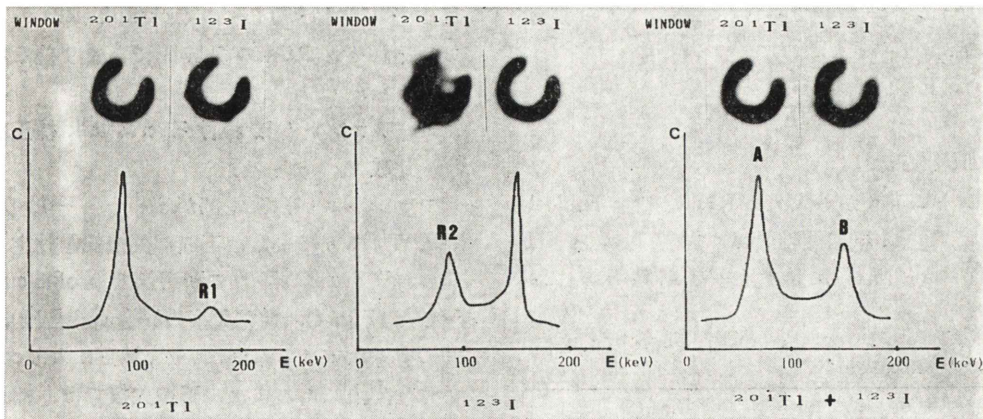 WINDOW ²⁰¹Tl ¹²³I WINDOW ²⁰¹Tl ¹²³I WINDOW ²⁰¹Tl ¹²³I
C C C
A
R1 R2 B
0 100 200 E (keV) 0 100 200 E (keV) 0 100 200 E (keV)
²⁰¹Tl ¹²³I ²⁰¹Tl + ¹²³I